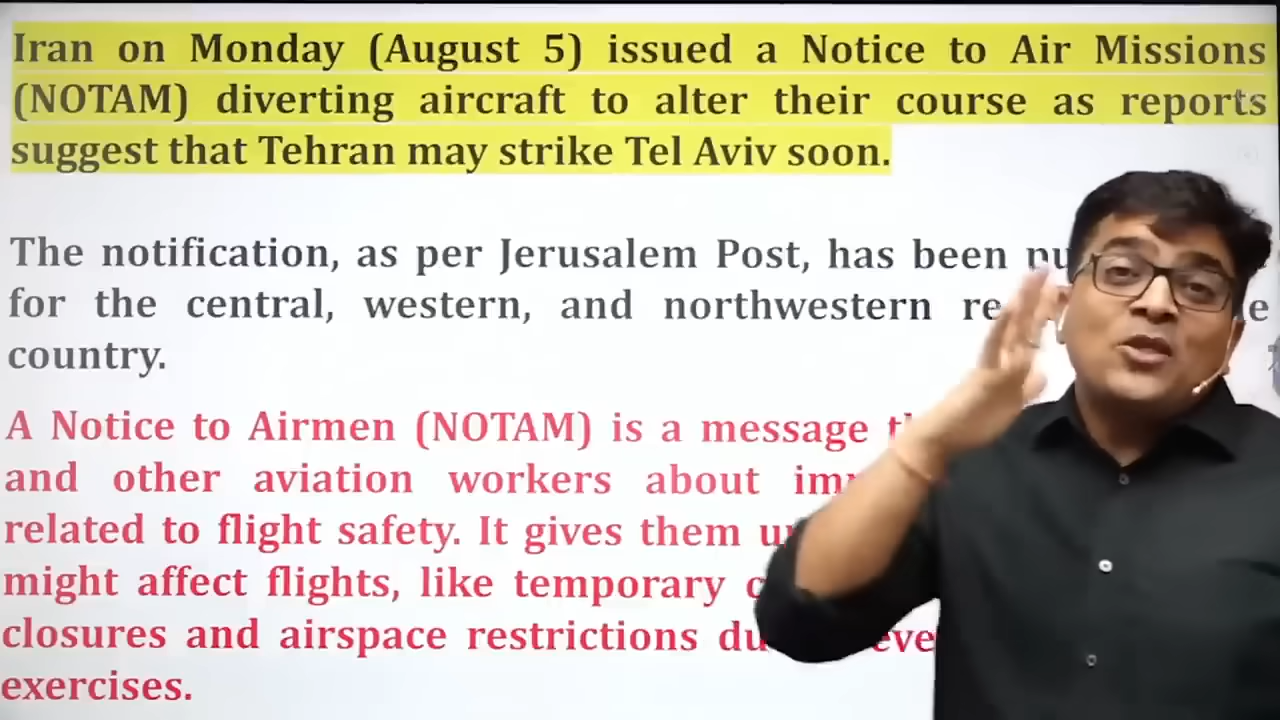 Iran on Monday (August 5) issued a Notice to Air Missions
(NOTAM) diverting aircraft to alter their course as reports
suggest that Tehran may strike Tel Aviv soon.
The notification, as per Jerusalem Post, has been
for the central, western, and northwestern
country.
A Notice to Airmen (NOTAM) is a message
and other aviation workers about
related to flight safety. It gives them
might affect flights, like temporary
closures and airspace restrictions
exercises.